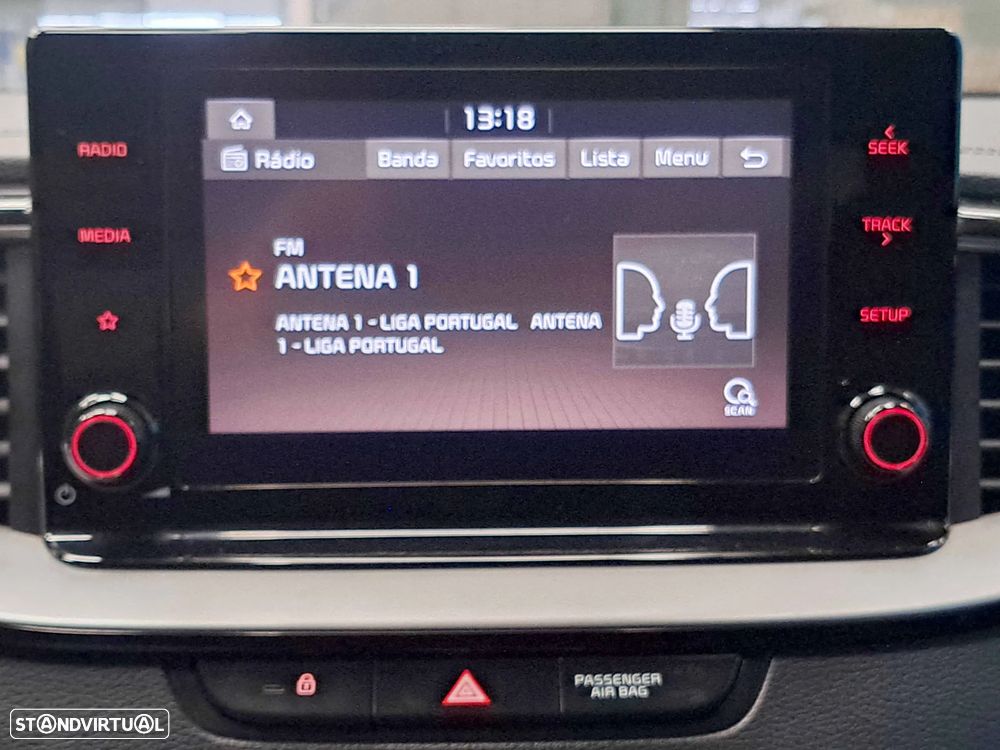 13:18
Rádio
Banda
Favoritos
Lista
Menu
RADIO
MEDIA
SEEK
TRACK
SETUP
FM
ANTENA 1
ANTENA 1 - LIGA PORTUGAL ANTENA
1 - LIGA PORTUGAL
SCAN
PASSENGER
AIR BAG
STANDVIRTUAL